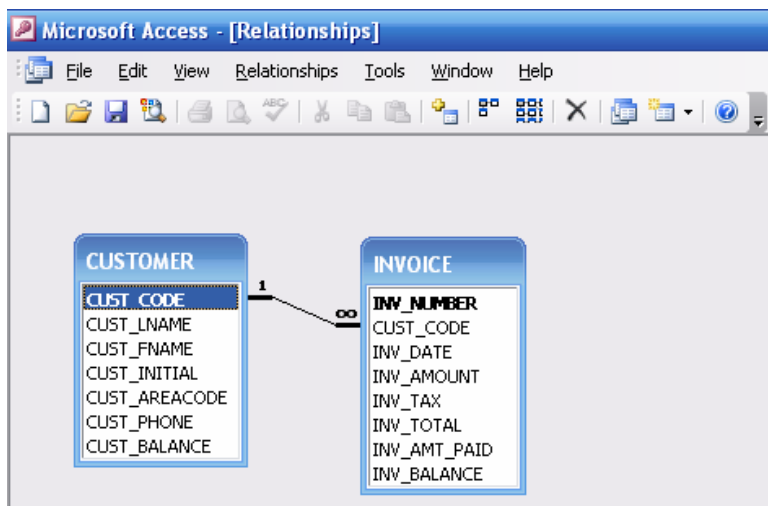 Microsoft Access - [Relationships]
File Edit View Relationships Tools Window Help
ABC
CUSTOMER
CUST_CODE
CUST_LNAME
CUST_FNAME
CUST_INITIAL
CUST_AREACODE
CUST_PHONE
CUST_BALANCE
1
∞
INVOICE
INV_NUMBER
CUST_CODE
INV_DATE
INV_AMOUNT
INV_TAX
INV_TOTAL
INV_AMT_PAID
INV_BALANCE